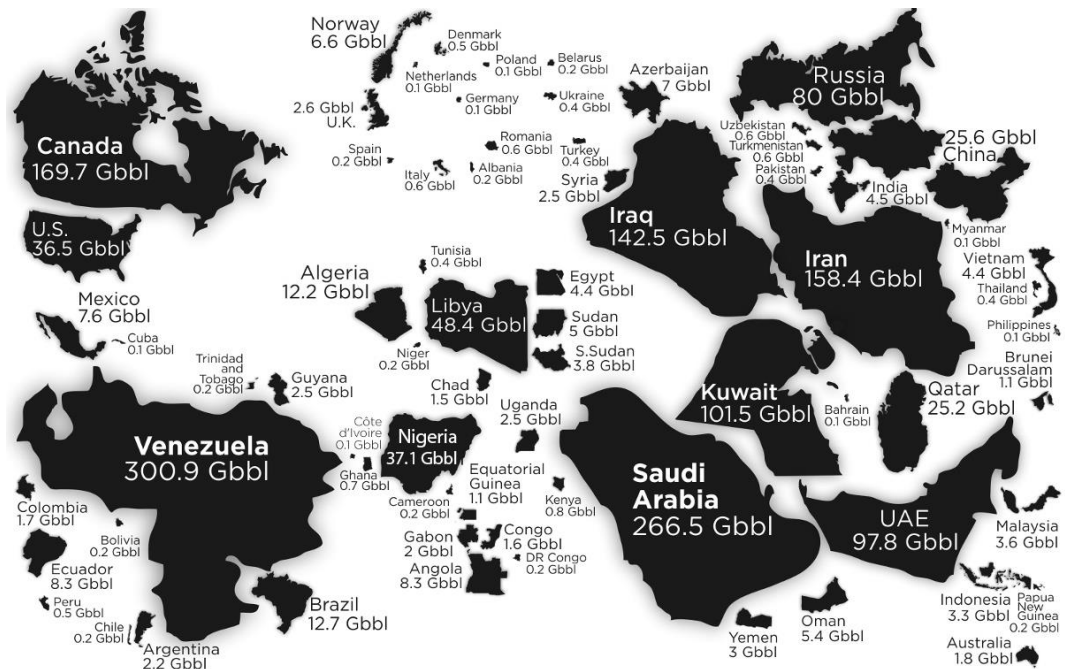 Norway
6.6 Gbbl
Denmark
0.5 Gbbl
Netherlands
0.1 Gbbl
Poland
0.1 Gbbl
Belarus
0.2 Gbbl
Germany
0.1 Gbbl
Ukraine
0.4 Gbbl
2.6 Gbbl
U.K.
Azerbaijan
7 Gbbl
Russia
80 Gbbl
Canada
169.7 Gbbl
Spain
0.2 Gbbl
Italy
0.6 Gbbl
Romania
0.6 Gbbl
Albania
0.2 Gbbl
Turkey
0.4 Gbbl
Syria
2.5 Gbbl
Uzbekistan
0.6 Gbbl
Turkmenistan
0.6 Gbbl
Pakistan
0.4 Gbbl
25.6 Gbbl
China
India
4.5 Gbbl
U.S.
36.5 Gbbl
Iraq
142.5 Gbbl
Iran
158.4 Gbbl
Myanmar
0.1 Gbbl
Vietnam
4.4 Gbbl
Thailand
0.4 Gbbl
Philippines
0.1 Gbbl
Mexico
7.6 Gbbl
Cuba
0.1 Gbbl
Algeria
12.2 Gbbl
Tunisia
0.4 Gbbl
Libya
48.4 Gbbl
Egypt
4.4 Gbbl
Sudan
5 Gbbl
S.Sudan
3.8 Gbbl
Niger
0.2 Gbbl
Chad
1.5 Gbbl
Trinidad
and
Tobago
0.2 Gbbl
Guyana
2.5 Gbbl
Kuwait
101.5 Gbbl
Bahrain
0.1 Gbbl
Qatar
25.2 Gbbl
Brunei
Darussalam
1.1 Gbbl
Venezuela
300.9 Gbbl
Côte
d'Ivoire
0.1 Gbbl
Ghana
0.7 Gbbl
Nigeria
37.1 Gbbl
Uganda
2.5 Gbbl
Cameroon
0.2 Gbbl
Equatorial
Guinea
1.1 Gbbl
Kenya
0.8 Gbbl
Saudi
Arabia
266.5 Gbbl
UAE
97.8 Gbbl
Malaysia
3.6 Gbbl
Colombia
1.7 Gbbl
Bolivia
0.2 Gbbl
Ecuador
8.3 Gbbl
Gabon
2 Gbbl
Congo
1.6 Gbbl
DR Congo
0.2 Gbbl
Angola
8.3 Gbbl
Peru
0.5 Gbbl
Chile
0.2 Gbbl
Argentina
2.2 Gbbl
Brazil
12.7 Gbbl
Yemen
3 Gbbl
Oman
5.4 Gbbl
Indonesia
3.3 Gbbl
Papua
New
Guinea
0.2 Gbbl
Australia
1.8 Gbbl